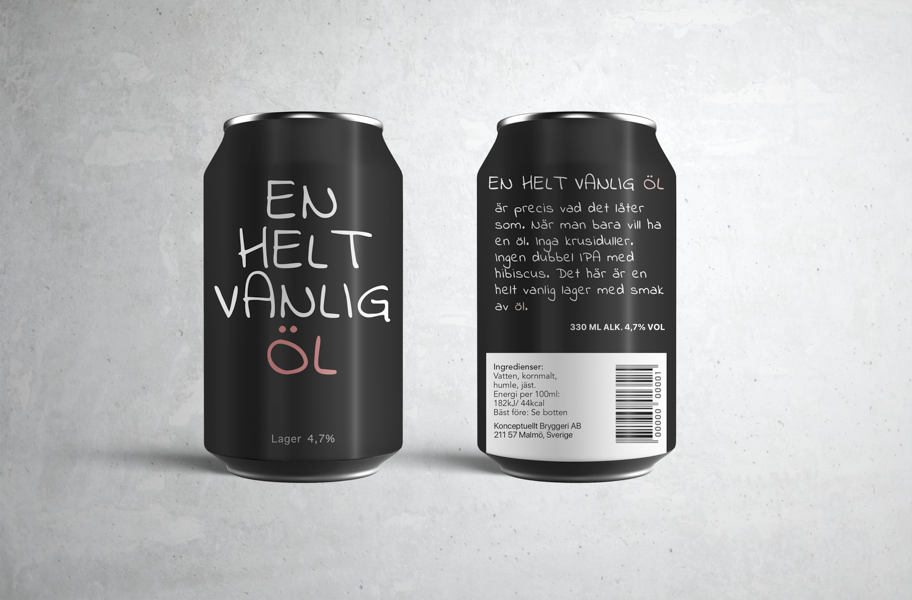 EN
HELT
VANLIG
ÖL
Lager 4,7%
EN HELT VANLIG ÖL
är precis vad det låter
som. När man bara vill ha
en öl. Inga krusiduller.
Ingen dubbel IPA med
hibiscus. Det här är en
helt vanlig lager med smak
av öl.
330 ML ALK. 4,7% VOL
Ingredienser:
Vatten, kornmalt,
humle, jäst.
Energi per 100ml:
182kJ/ 44kcal
Bäst före: Se botten
Konceptuellt Bryggeri AB
211 57 Malmö, Sverige
00000 00001